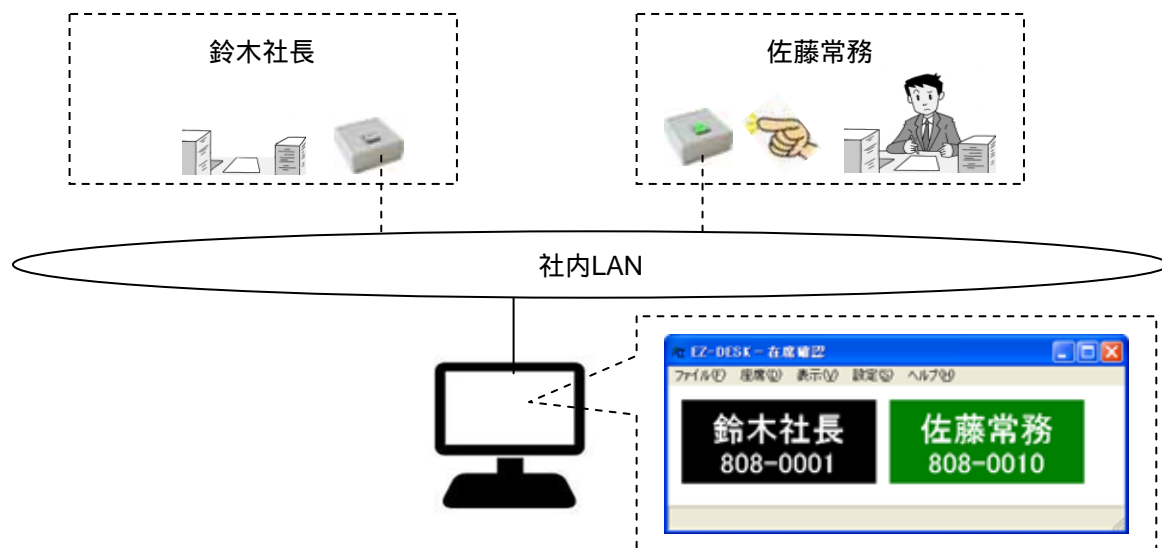 鈴木社長
佐藤常務
社内LAN
EZ-DESK - 在席確認
ファイル(F) 座席(D) 表示(V) 設定(S) ヘルプ(H)
鈴木社長
808-0001
佐藤常務
808-0010